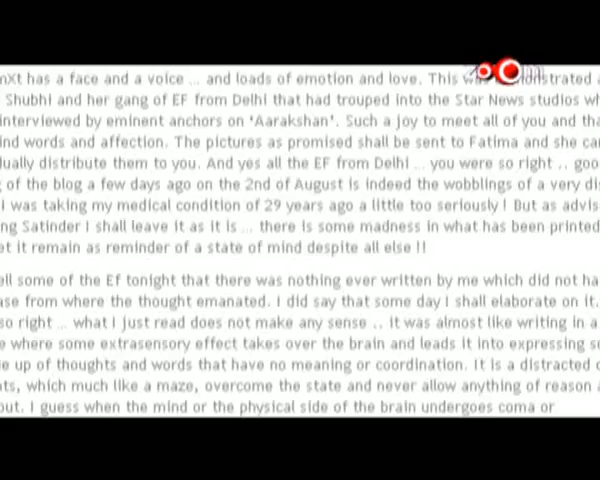 nXt has a face and a voice ... and loads of emotion and love. This
Shubhi and her gang of EF from Delhi that had trouped into the Star News studios
interviewed by eminent anchors on 'Aarakshan'. Such a joy to meet all of you and
ind words and affection. The pictures as promised shall be sent to Fatima and she
dually distribute them to you. And yes all the EF from Delhi ... you were so right ..
of the blog a few days ago on the 2nd of August is indeed the wobblings of a very
I was taking my medical condition of 29 years ago a little too seriously ! But as
ng Satinder I shall leave it as it is ... there is some madness in what has been printed
et it remain as reminder of a state of mind despite all else !!
ell some of the Ef tonight that there was nothing ever written by me which did not
ase from where the thought emanated. I did say that some day I shall elaborate on it.
so right ... what I just read does not make any sense .. it was almost like writing in a
e where some extrasensory effect takes over the brain and leads it into expressing
e up of thoughts and words that have no meaning or coordination. It is a distracted
ts, which much like a maze, overcome the state and never allow anything of reason
out. I guess when the mind or the physical side of the brain undergoes coma or